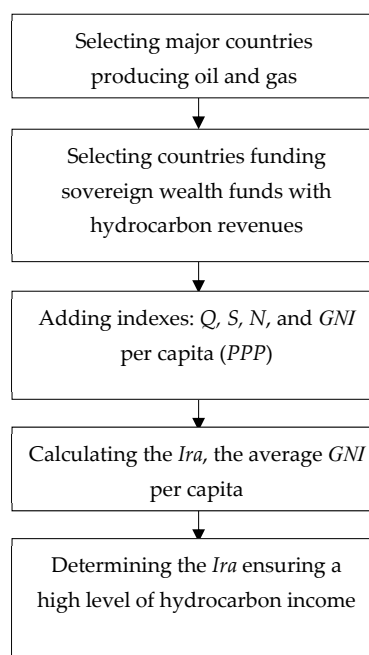 Selecting major countries
producing oil and gas
Selecting countries funding
sovereign wealth funds with
hydrocarbon revenues
Adding indexes: Q, S, N, and GNI
per capita (PPP)
Calculating the Ira, the average GNI
per capita
Determining the Ira ensuring a
high level of hydrocarbon income